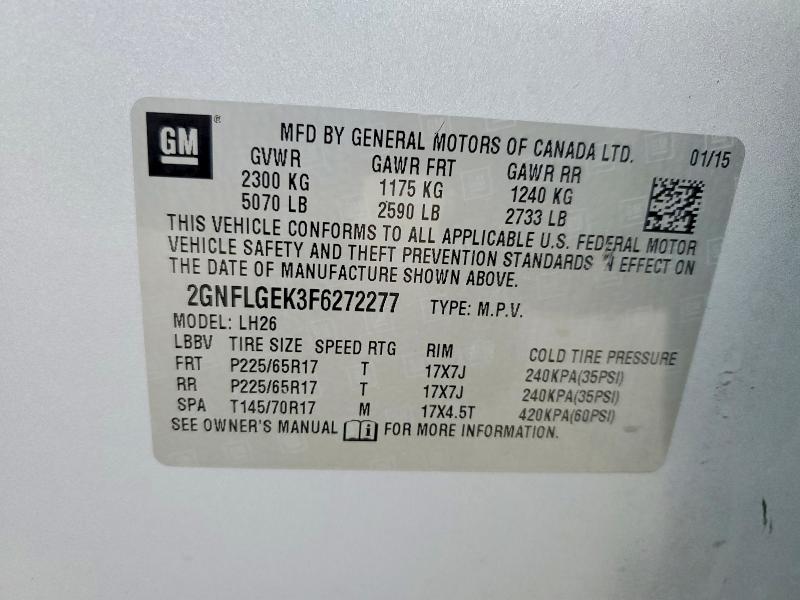 GM ®
MFD BY GENERAL MOTORS OF CANADA LTD. 01/15
GVWR GAWR FRT GAWR RR
2300 KG 1175 KG 1240 KG
5070 LB 2590 LB 2733 LB
THIS VEHICLE CONFORMS TO ALL APPLICABLE U.S. FEDERAL MOTOR
VEHICLE SAFETY AND THEFT PREVENTION STANDARDS IN EFFECT ON
THE DATE OF MANUFACTURE SHOWN ABOVE.
2GNFLGEK3F6272277 TYPE: M.P.V.
MODEL: LH26
LBBV TIRE SIZE SPEED RTG RIM COLD TIRE PRESSURE
FRT P225/65R17 T 17X7J 240KPA(35PSI)
RR P225/65R17 T 17X7J 240KPA(35PSI)
SPA T145/70R17 M 17X4.5T 420KPA(60PSI)
SEE OWNER'S MANUAL i FOR MORE INFORMATION.